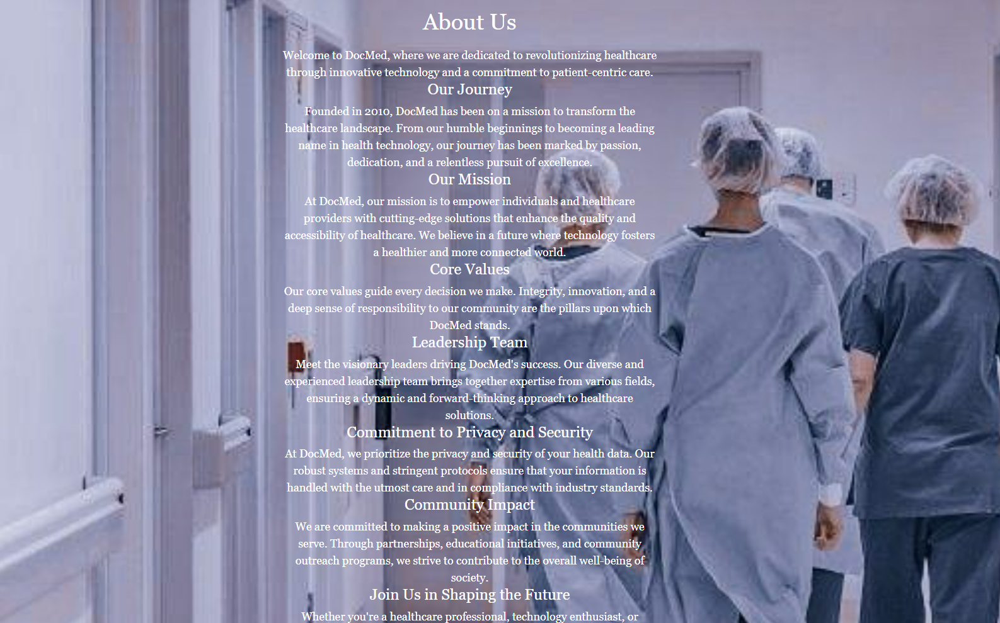 About Us
Welcome to DocMed, where we are dedicated to revolutionizing healthcare
through innovative technology and a commitment to patient-centric care.
Our Journey
Founded in 2010, DocMed has been on a mission to transform the
healthcare landscape. From our humble beginnings to becoming a leading
name in health technology, our journey has been marked by passion,
dedication, and a relentless pursuit of excellence.
Our Mission
At DocMed, our mission is to empower individuals and healthcare
providers with cutting-edge solutions that enhance the quality and
accessibility of healthcare. We believe in a future where technology fosters
a healthier and more connected world.
Core Values
Our core values guide every decision we make. Integrity, innovation, and a
deep sense of responsibility to our community are the pillars upon which
DocMed stands.
Leadership Team
Meet the visionary leaders driving DocMed's success. Our diverse and
experienced leadership team brings together expertise from various fields,
ensuring a dynamic and forward-thinking approach to healthcare
solutions.
Commitment to Privacy and Security
At DocMed, we prioritize the privacy and security of your health data. Our
robust systems and stringent protocols ensure that your information is
handled with the utmost care and in compliance with industry standards.
Community Impact
We are committed to making a positive impact in the communities we
serve. Through partnerships, educational initiatives, and community
outreach programs, we strive to contribute to the overall well-being of
society.
Join Us in Shaping the Future
Whether you're a healthcare professional, technology enthusiast, or